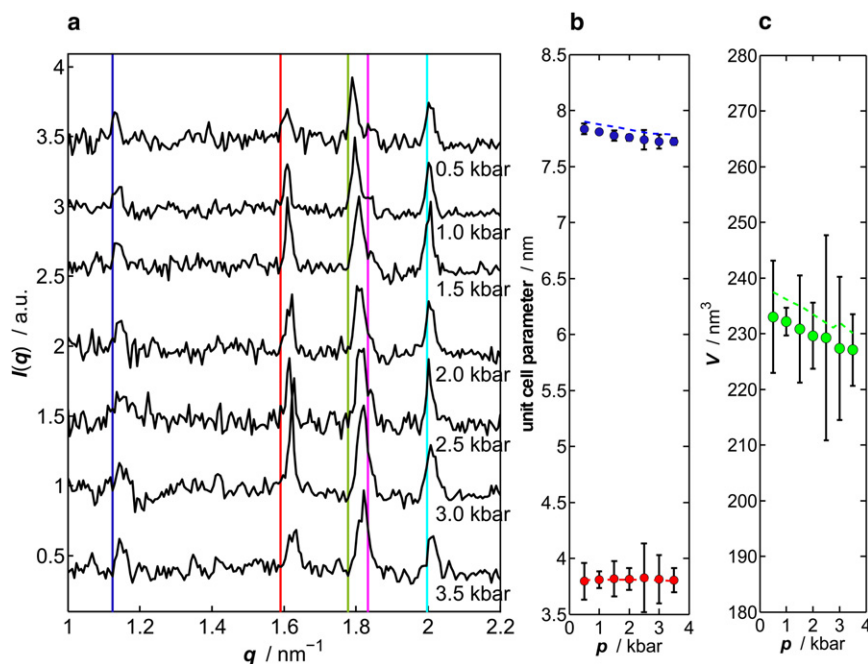 a
b
c
I(q) / a.u.
4
3.5
3
2.5
2
1.5
1
0.5
0.5 kbar
1.0 kbar
1.5 kbar
2.0 kbar
2.5 kbar
3.0 kbar
3.5 kbar
1
1.2
1.4
1.6
1.8
2
2.2
q / nm⁻¹
unit cell parameter / nm
8.5
8
7.5
7
6.5
6
5.5
5
4.5
4
3.5
0
1
2
3
4
p / kbar
V / nm³
280
270
260
250
240
230
220
210
200
190
180
0
1
2
3
4
p / kbar